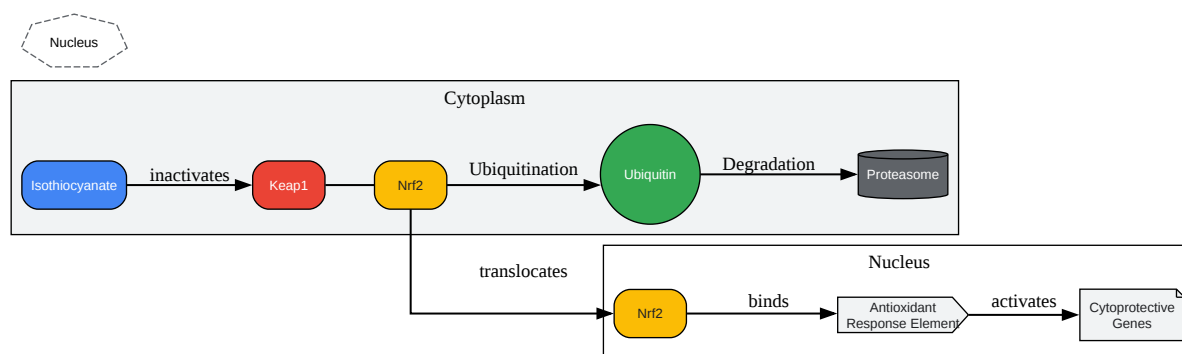 Nucleus
Cytoplasm
Isothiocyanate
inactivates
Keap1
Nrf2
Ubiquitination
Ubiquitin
Degradation
Proteasome
translocates
Nucleus
Nrf2
binds
Antioxidant
Response Element
activates
Cytoprotective
Genes